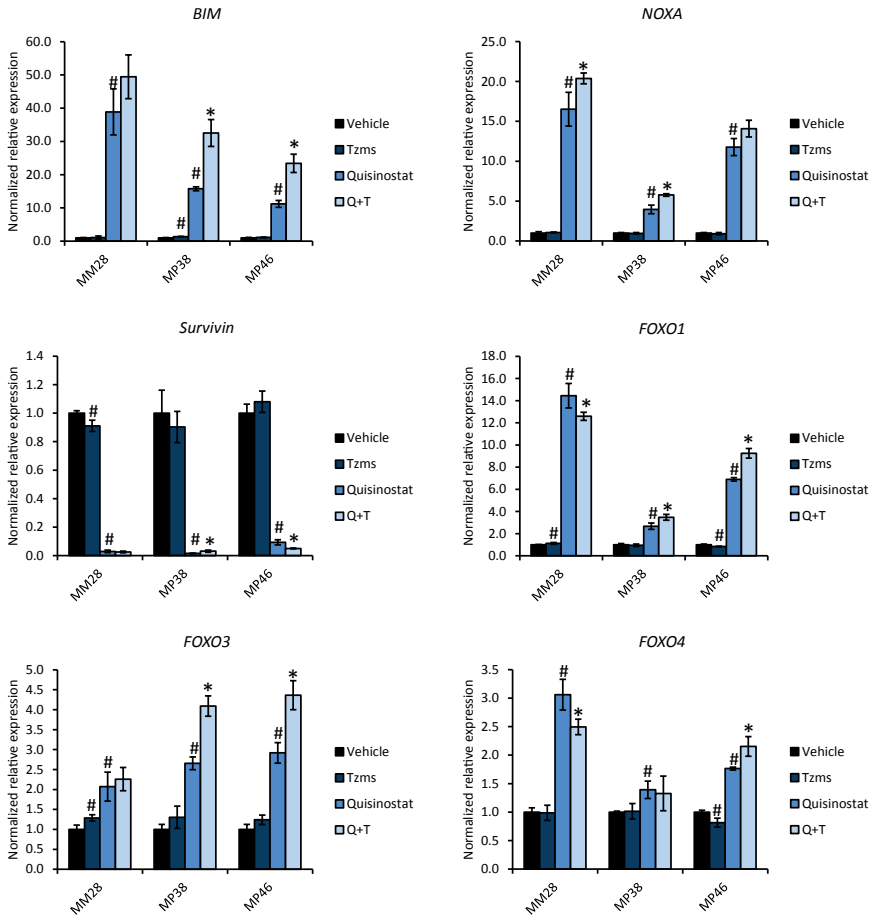 BIM
Normalized relative expression
60.0
50.0
40.0
30.0
20.0
10.0
0.0
#
*
#
#
*
#
*
MM28
MP38
MP46
Vehicle
Tzms
Quisinostat
Q+T
NOXA
Normalized relative expression
25.0
20.0
15.0
10.0
5.0
0.0
#
*
#
*
#
MM28
MP38
MP46
Vehicle
Tzms
Quisinostat
Q+T
Survivin
Normalized relative expression
1.4
1.2
1.0
0.8
0.6
0.4
0.2
0.0
#
#
#
*
#
*
MM28
MP38
MP46
Vehicle
Tzms
Quisinostat
Q+T
FOXO1
Normalized relative expression
18.0
16.0
14.0
12.0
10.0
8.0
6.0
4.0
2.0
0.0
#
#
*
#
*
#
#
*
MM28
MP38
MP46
Vehicle
Tzms
Quisinostat
Q+T
FOXO3
Normalized relative expression
5.0
4.5
4.0
3.5
3.0
2.5
2.0
1.5
1.0
0.5
0.0
#
#
#
*
#
*
MM28
MP38
MP46
Vehicle
Tzms
Quisinostat
Q+T
FOXO4
Normalized relative expression
3.5
3.0
2.5
2.0
1.5
1.0
0.5
0.0
#
*
#
#
#
*
MM28
MP38
MP46
Vehicle
Tzms
Quisinostat
Q+T